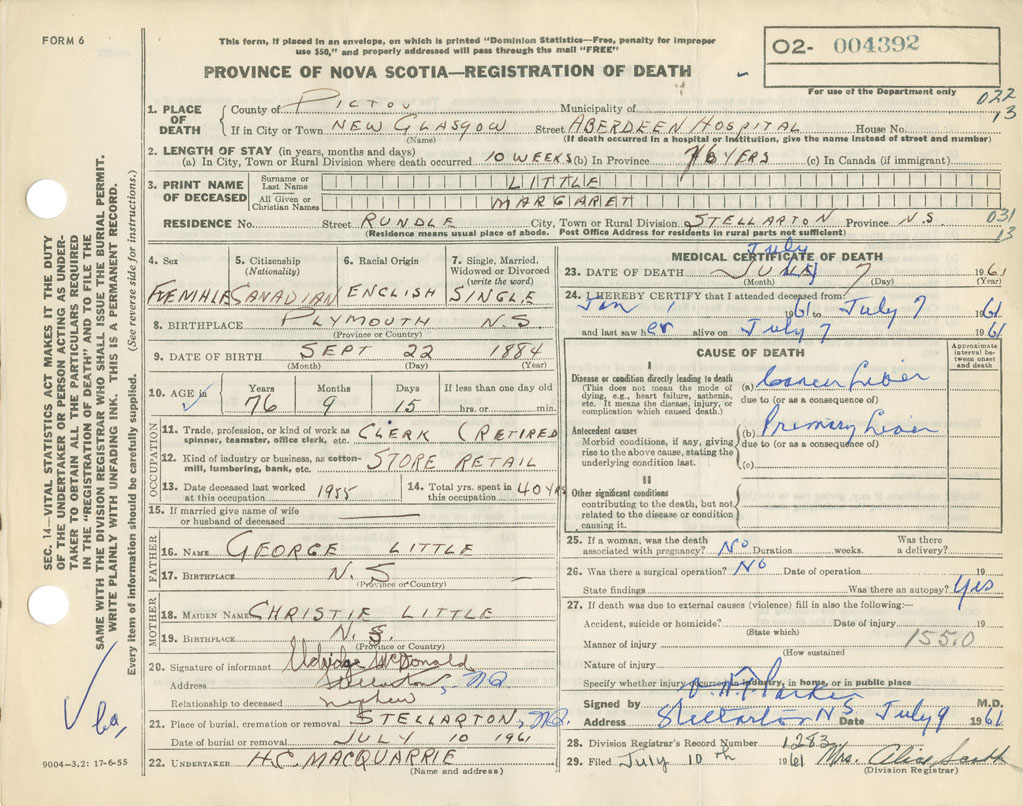 FORM 6
This form, if placed in an envelope, on which is printed "Dominion Statistics—Free, penalty for improper
use $50," and properly addressed will pass through the mail "FREE"
PROVINCE OF NOVA SCOTIA—REGISTRATION OF DEATH
02- 004392
For use of the Department only
022
13
SEC. 14—VITAL STATISTICS ACT MAKES IT THE DUTY
OF THE UNDERTAKER OR PERSON ACTING AS UNDER-
TAKER TO OBTAIN ALL THE PARTICULARS REQUIRED
IN THE "REGISTRATION OF DEATH" AND TO FILE THE
SAME WITH THE DIVISION REGISTRAR WHO SHALL ISSUE THE BURIAL PERMIT.
WRITE PLAINLY WITH UNFADING INK. THIS IS A PERMANENT RECORD.
Every item of information should be carefully supplied. (See reverse side for instructions.)
1. PLACE OF DEATH County of PICTOU Municipality of
If in City or Town NEW GLASGOW Street ABERDEEN HOSPITAL House No.
(Name) (If death occurred in a hospital or institution, give the name instead of street and number)
2. LENGTH OF STAY (in years, months and days)
(a) In City, Town or Rural Division where death occurred 10 WEEKS (b) In Province 76 YERS (c) In Canada (if immigrant)
3. PRINT NAME OF DECEASED Surname or Last Name LITTLE
All Given or Christian Names MARGARET
RESIDENCE No. Street RUNDLE City, Town or Rural Division STELLARTON Province N.S 031
13
(Residence means usual place of abode. Post Office Address for residents in rural parts not sufficient)
4. Sex 5. Citizenship (Nationality) 6. Racial Origin 7. Single, Married, Widowed or Divorced (write the word)
FEMALE CANADIAN ENGLISH SINGLE
8. BIRTHPLACE PLYMOUTH N.S
(Province or Country)
9. DATE OF BIRTH SEPT 22 1884
(Month) (Day) (Year)
10. AGE in Years Months Days If less than one day old
76 9 15 hrs. or min.
OCCUPATION
11. Trade, profession, or kind of work as spinner, teamster, office clerk, etc. CLERK (RETIRED
12. Kind of industry or business, as cotton-mill, lumbering, bank, etc. STORE RETAIL
13. Date deceased last worked at this occupation 1955 14. Total yrs. spent in this occupation 40 YRS
15. If married give name of wife or husband of deceased
FATHER
16. NAME GEORGE LITTLE
17. BIRTHPLACE N.S
(Province or Country)
MOTHER
18. MAIDEN NAME CHRISTIE LITTLE
19. BIRTHPLACE N.S.
(Province or Country)
20. Signature of informant Eldridge McDonald
Address Stellarton, N.S.
Relationship to deceased nephew
21. Place of burial, cremation or removal STELLARTON, N.S.
Date of burial or removal JULY 10 1961
22. UNDERTAKER H.C. MACQUARRIE
(Name and address)
9004—3.2: 17-6-55
MEDICAL CERTIFICATE OF DEATH
July
23. DATE OF DEATH 7 1961
(Month) (Day) (Year)
24. I HEREBY CERTIFY that I attended deceased from:
Jan 1 1961 to July 7 1961
and last saw her alive on July 7 1961
CAUSE OF DEATH
Approximate interval between onset and death
I
Disease or condition directly leading to death (a) Cancer Liver
(This does not mean the mode of dying, e.g., heart failure, asthenia, etc. It means the disease, injury, or complication which caused death.)
due to (or as a consequence of)
Antecedent causes (b) Primary Liver
Morbid conditions, if any, giving rise to the above cause, stating the underlying condition last.
due to (or as a consequence of)
(c)
II
Other significant conditions
contributing to the death, but not related to the disease or condition causing it.
25. If a woman, was the death associated with pregnancy? No Duration weeks. Was there a delivery?
26. Was there a surgical operation? No Date of operation 19
State findings Was there an autopsy? Yes
27. If death was due to external causes (violence) fill in also the following:—
Accident, suicide or homicide? Date of injury 19
(State which)
Manner of injury 155.0
(How sustained
Nature of injury
Specify whether injury occurred in industry, in home, or in public place
Signed by Parker M.D.
Address Stellarton N S Date July 9 1961
28. Division Registrar's Record Number 1283
29. Filed July 10th 1961 Mrs. Alice
(Division Registrar)